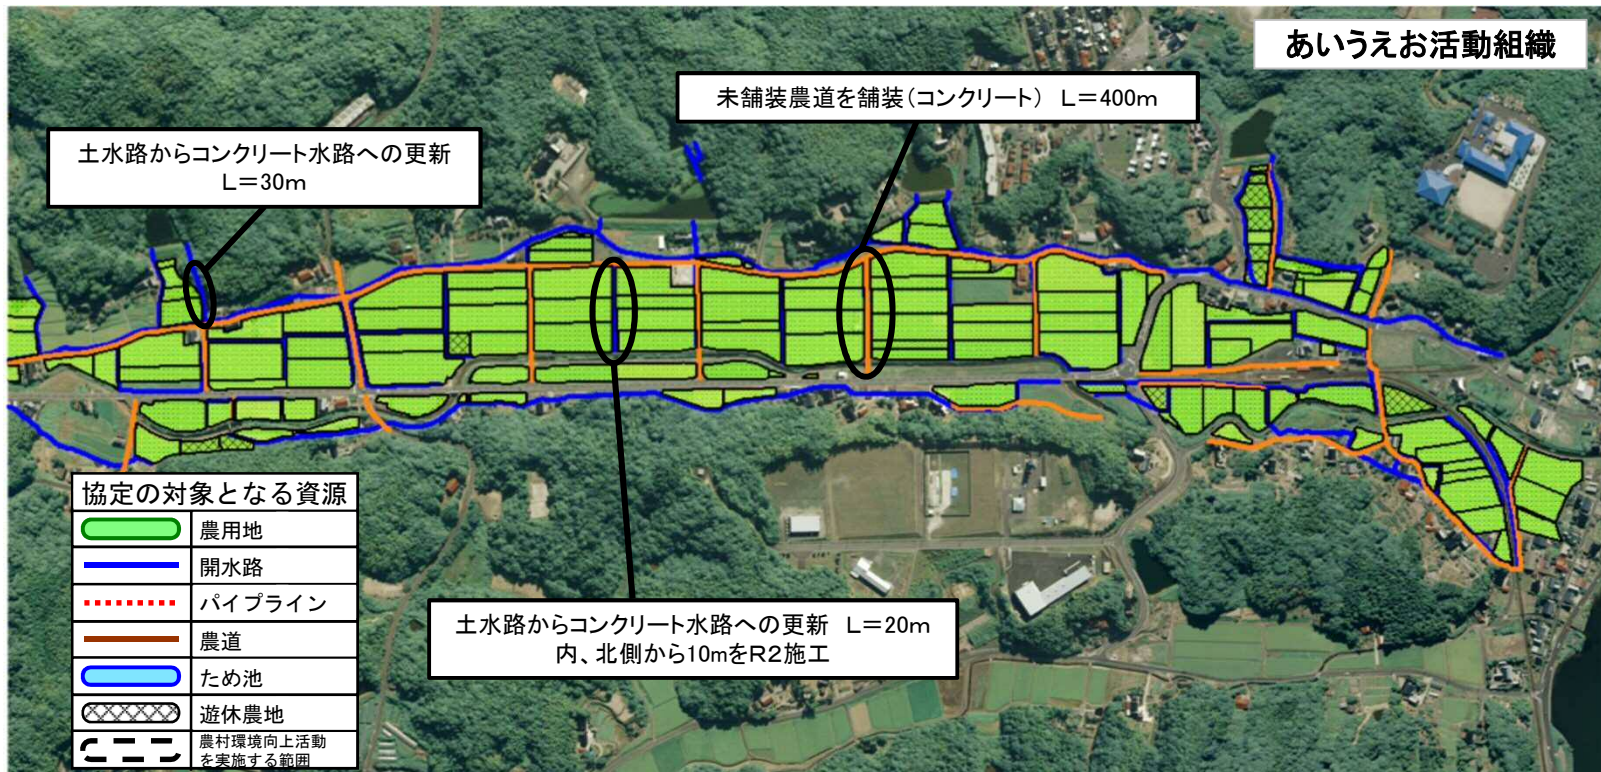 あいうえお活動組織
未舗装農道を舗装(コンクリート) L=400m
土水路からコンクリート水路への更新
L=30m
協定の対象となる資源
農用地
開水路
パイプライン
農道
ため池
遊休農地
農村環境向上活動
を実施する範囲
土水路からコンクリート水路への更新 L=20m
内、北側から10mをR2施工